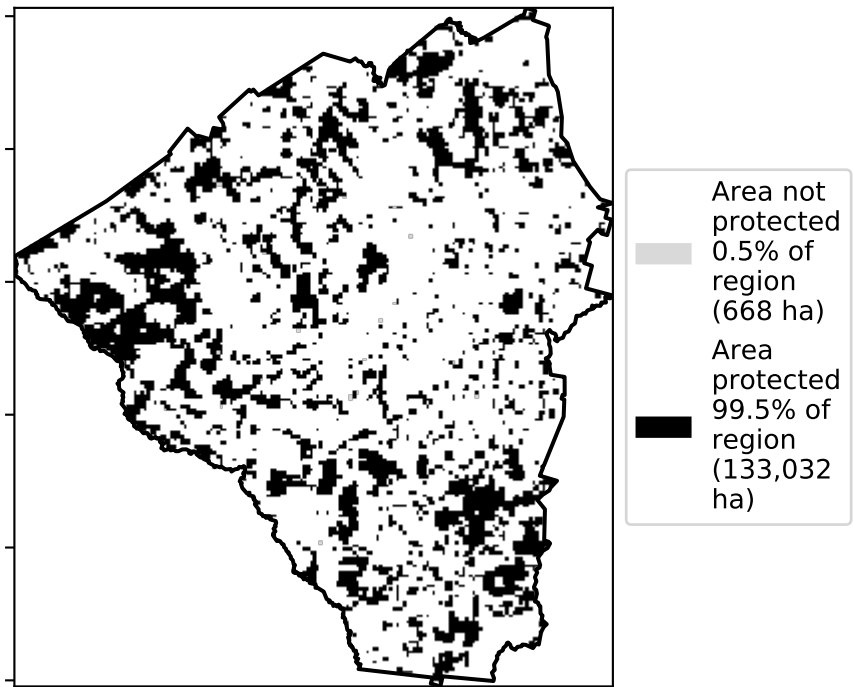 Area not
protected
0.5% of
region
(668 ha)
Area
protected
99.5% of
region
(133,032
ha)